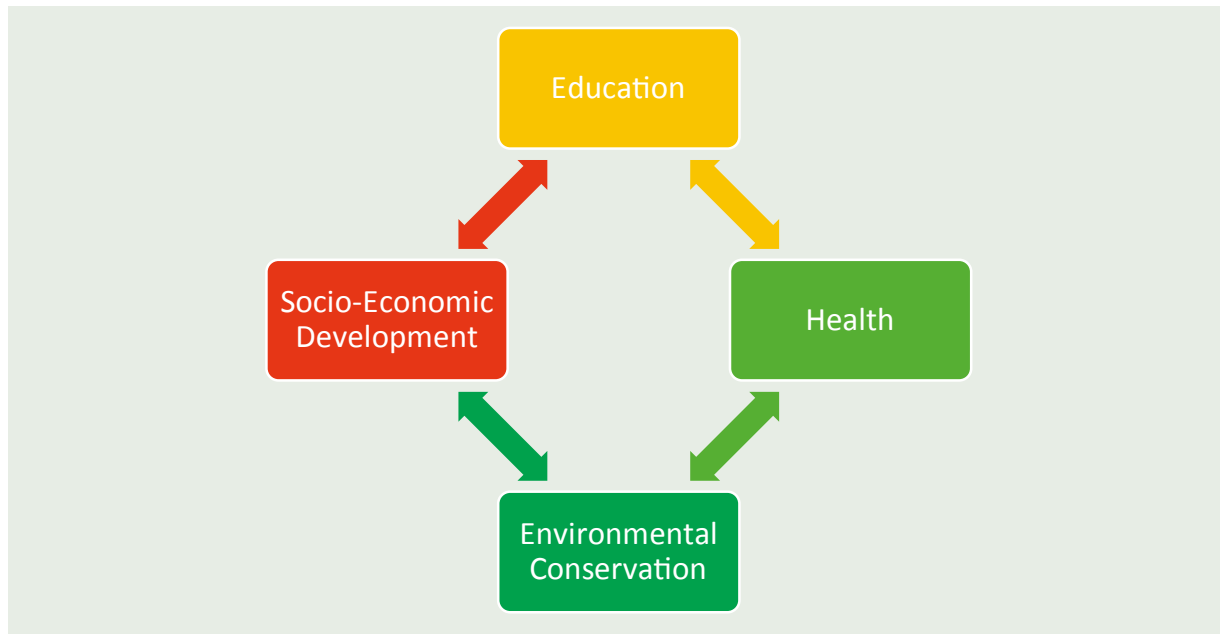 Education
Socio-Economic
Development
Health
Environmental
Conservation